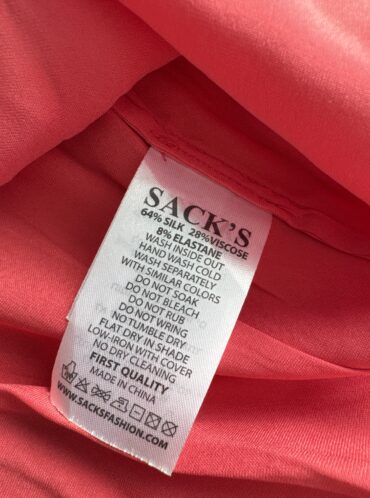 SACK'S
64% SILK 28%VISCOSE
8% ELASTANE
WASH INSIDE OUT
HAND WASH COLD
WASH SEPARATELY
WITH SIMILAR COLORS
DO NOT SOAK
DO NOT BLEACH
DO NOT RUB
DO NOT WRING
NO TUMBLE DRY
FLAT DRY IN SHADE
LOW-IRON WITH COVER
NO DRY CLEANING
FIRST QUALITY
MADE IN CHINA
WWW.SACKSFASHION.COM